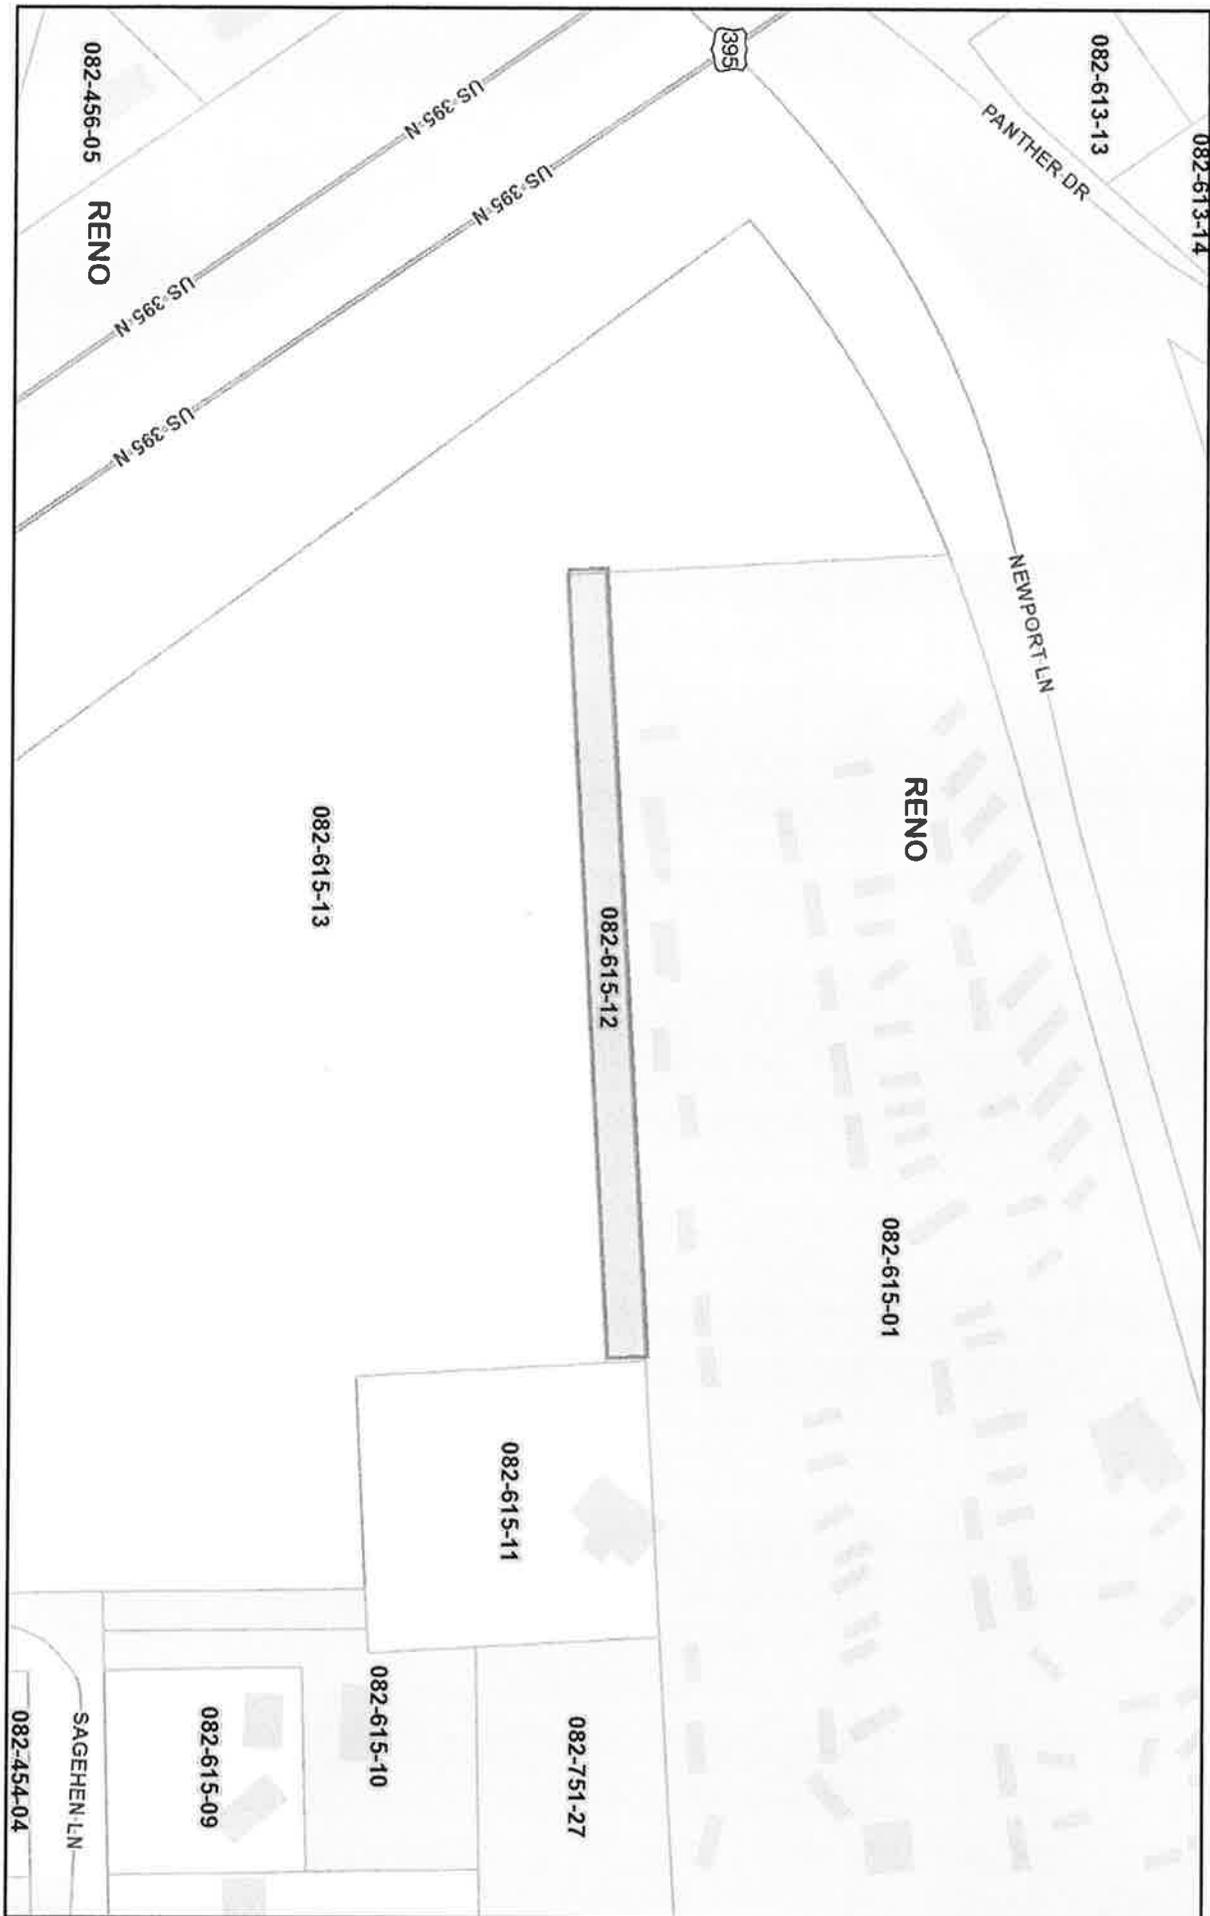 082-613-14
082-613-13
PANTHER DR
395
082-456-05
RENO
US-395-N
US-395-N
US-395-N
US-395-N
NEWPORT-LN
RENO
082-615-13
082-615-12
082-615-01
082-615-11
082-615-10
082-615-09
082-751-27
SAGEHEN-LN
082-454-04